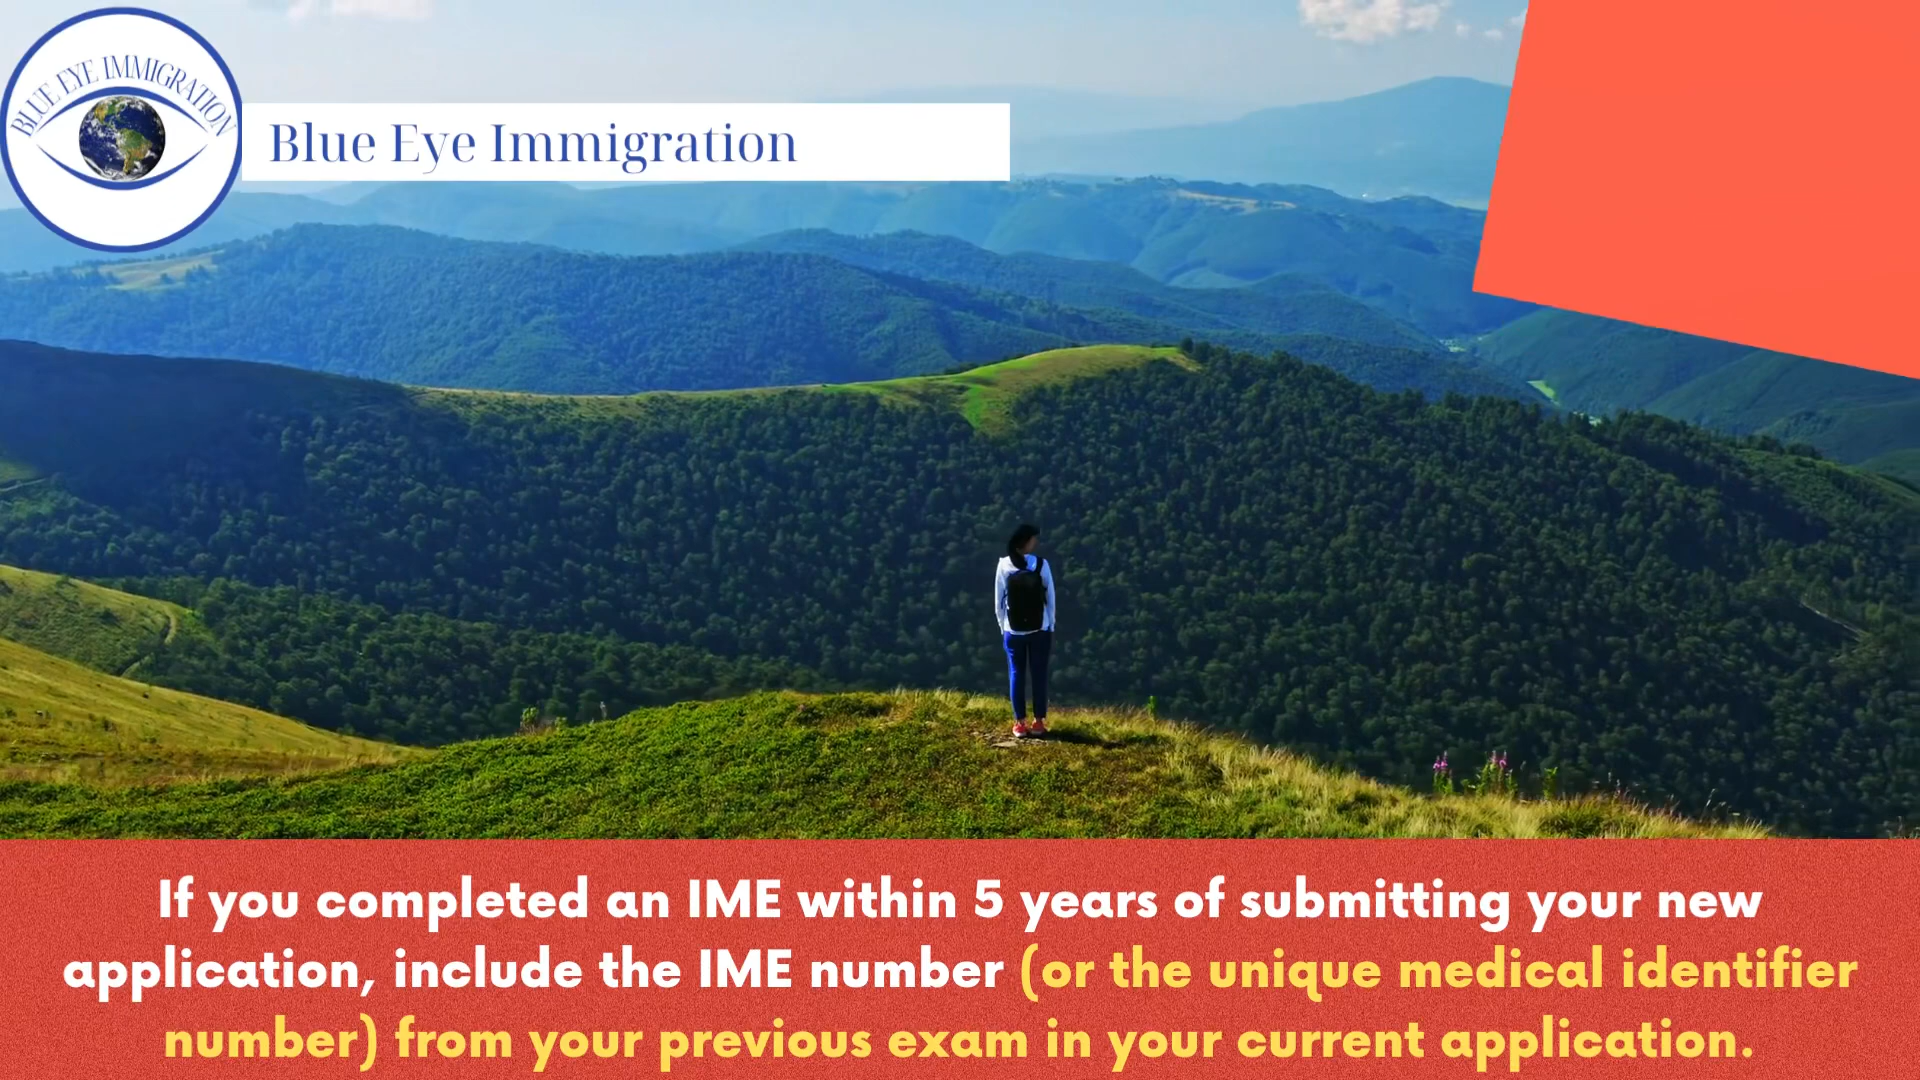 BLUE EYE IMMIGRATION
Blue Eye Immigration
If you completed an IME within 5 years of submitting your new
application, include the IME number (or the unique medical identifier
number) from your previous exam in your current application.